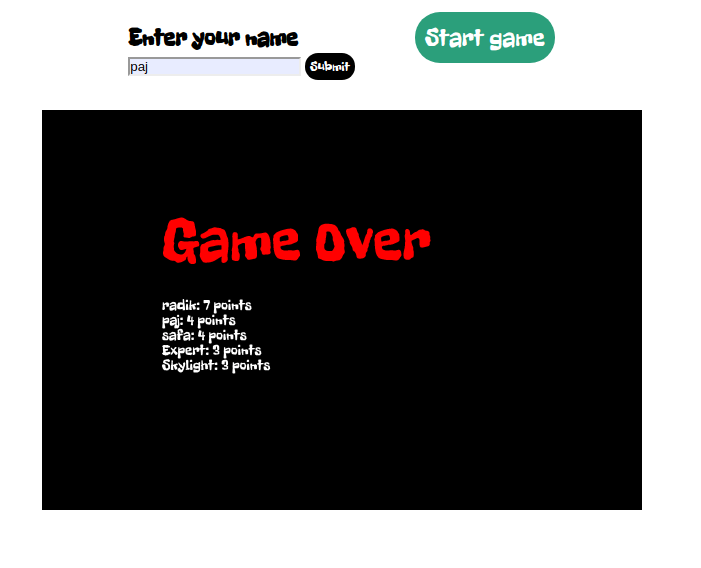 Enter your name
Start game
paj
Submit
Game Over
radik: 7 points
paj: 4 points
safa: 4 points
Expert: 3 points
Skylight: 3 points